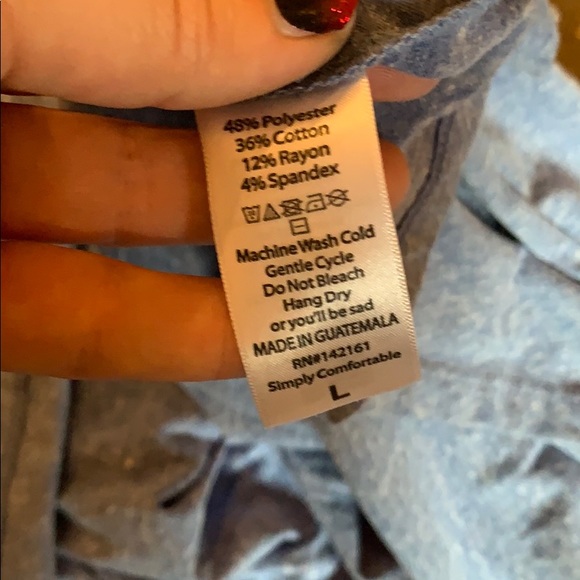 48% Polyester
36% Cotton
12% Rayon
4% Spandex
Machine Wash Cold
Gentle Cycle
Do Not Bleach
Hang Dry
or you'll be sad
MADE IN GUATEMALA
RN#142161
Simply Comfortable
L